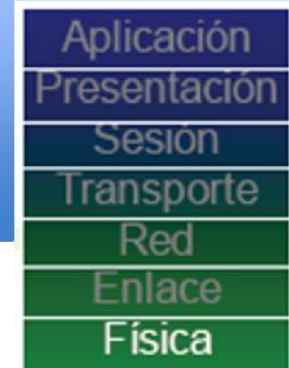 Aplicación
Presentación
Sesión
Transporte
Red
Enlace
Física